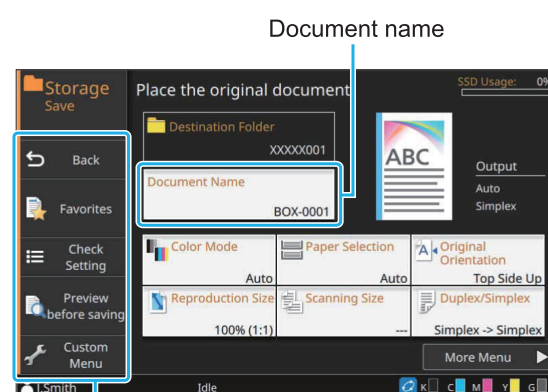 Document name
Storage
Save
Place the original document
SSD Usage: 0%
Destination Folder
XXXXX001
Document Name
BOX-0001
ABC
Output
Auto
Simplex
Back
Favorites
Check
Setting
Preview
before saving
Custom
Menu
Color Mode
Auto
Paper Selection
Auto
A
Original
Orientation
Top Side Up
Reproduction Size
100% (1:1)
Scanning Size
---
Duplex/Simplex
Simplex -> Simplex
More Menu
J.Smith
Idle
K C M Y G